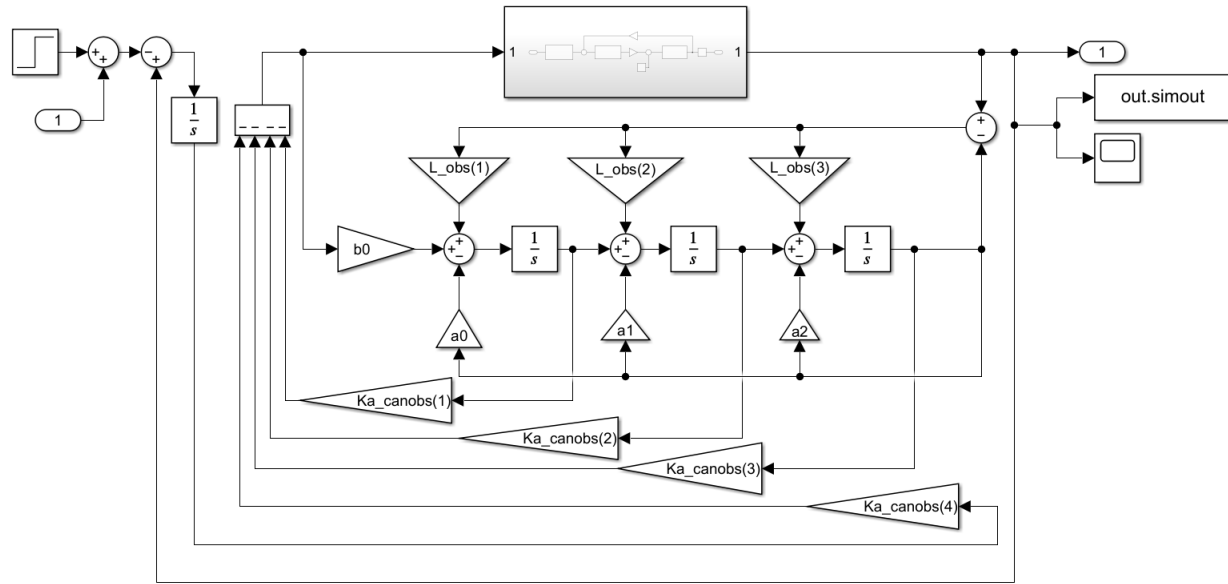 1
1
1
out.simout
+
+
-
+
1
1
s
- - - -
+
-
L_obs(1)
L_obs(2)
L_obs(3)
b0
+
+
-
1
s
+
+
-
1
s
+
+
-
1
s
a0
a1
a2
Ka_canobs(1)
Ka_canobs(2)
Ka_canobs(3)
Ka_canobs(4)